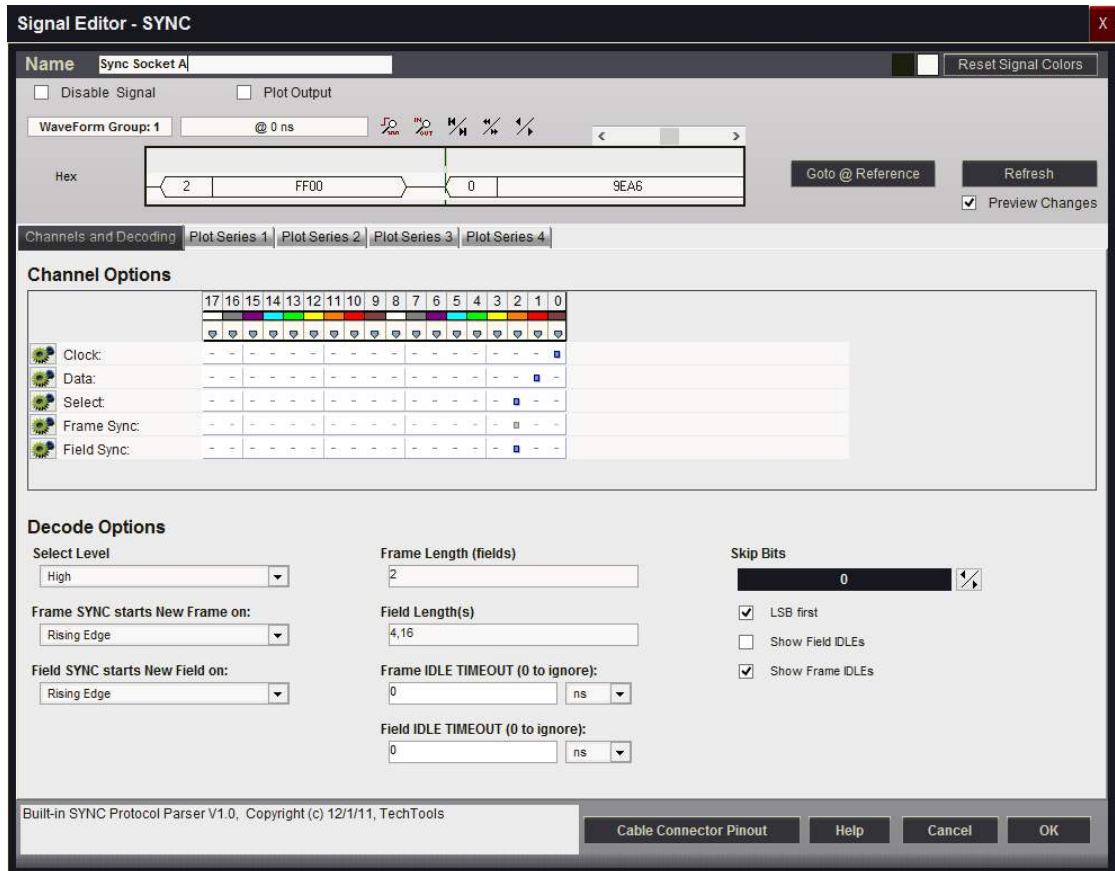 Signal Editor - SYNC X
Name Sync Socket A Reset Signal Colors
Disable Signal Plot Output
WaveForm Group: 1 @ 0 ns
Hex 2 FF00 0 9EA6 Goto @ Reference Refresh
Preview Changes
Channels and Decoding Plot Series 1 Plot Series 2 Plot Series 3 Plot Series 4
Channel Options
17 16 15 14 13 12 11 10 9 8 7 6 5 4 3 2 1 0
Clock:
Data:
Select:
Frame Sync:
Field Sync:
Decode Options
Select Level
High
Frame SYNC starts New Frame on:
Rising Edge
Field SYNC starts New Field on:
Rising Edge
Frame Length (fields)
2
Field Length(s)
4,16
Frame IDLE TIMEOUT (0 to ignore):
0 ns
Field IDLE TIMEOUT (0 to ignore):
0 ns
Skip Bits
0
LSB first
Show Field IDLEs
Show Frame IDLEs
Built-in SYNC Protocol Parser V1.0, Copyright (c) 12/1/11, TechTools
Cable Connector Pinout Help Cancel OK